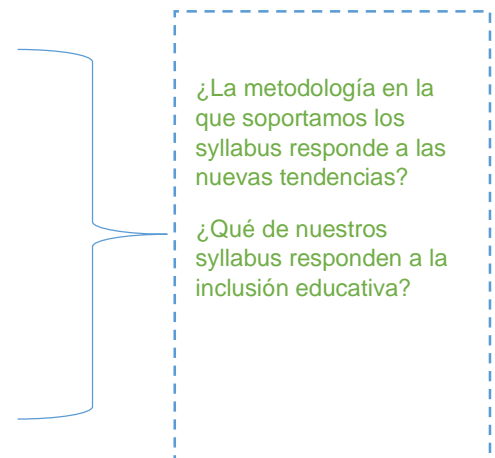 ¿La metodología en la
que soportamos los
syllabus responde a las
nuevas tendencias?
¿Qué de nuestros
syllabus responden a la
inclusión educativa?